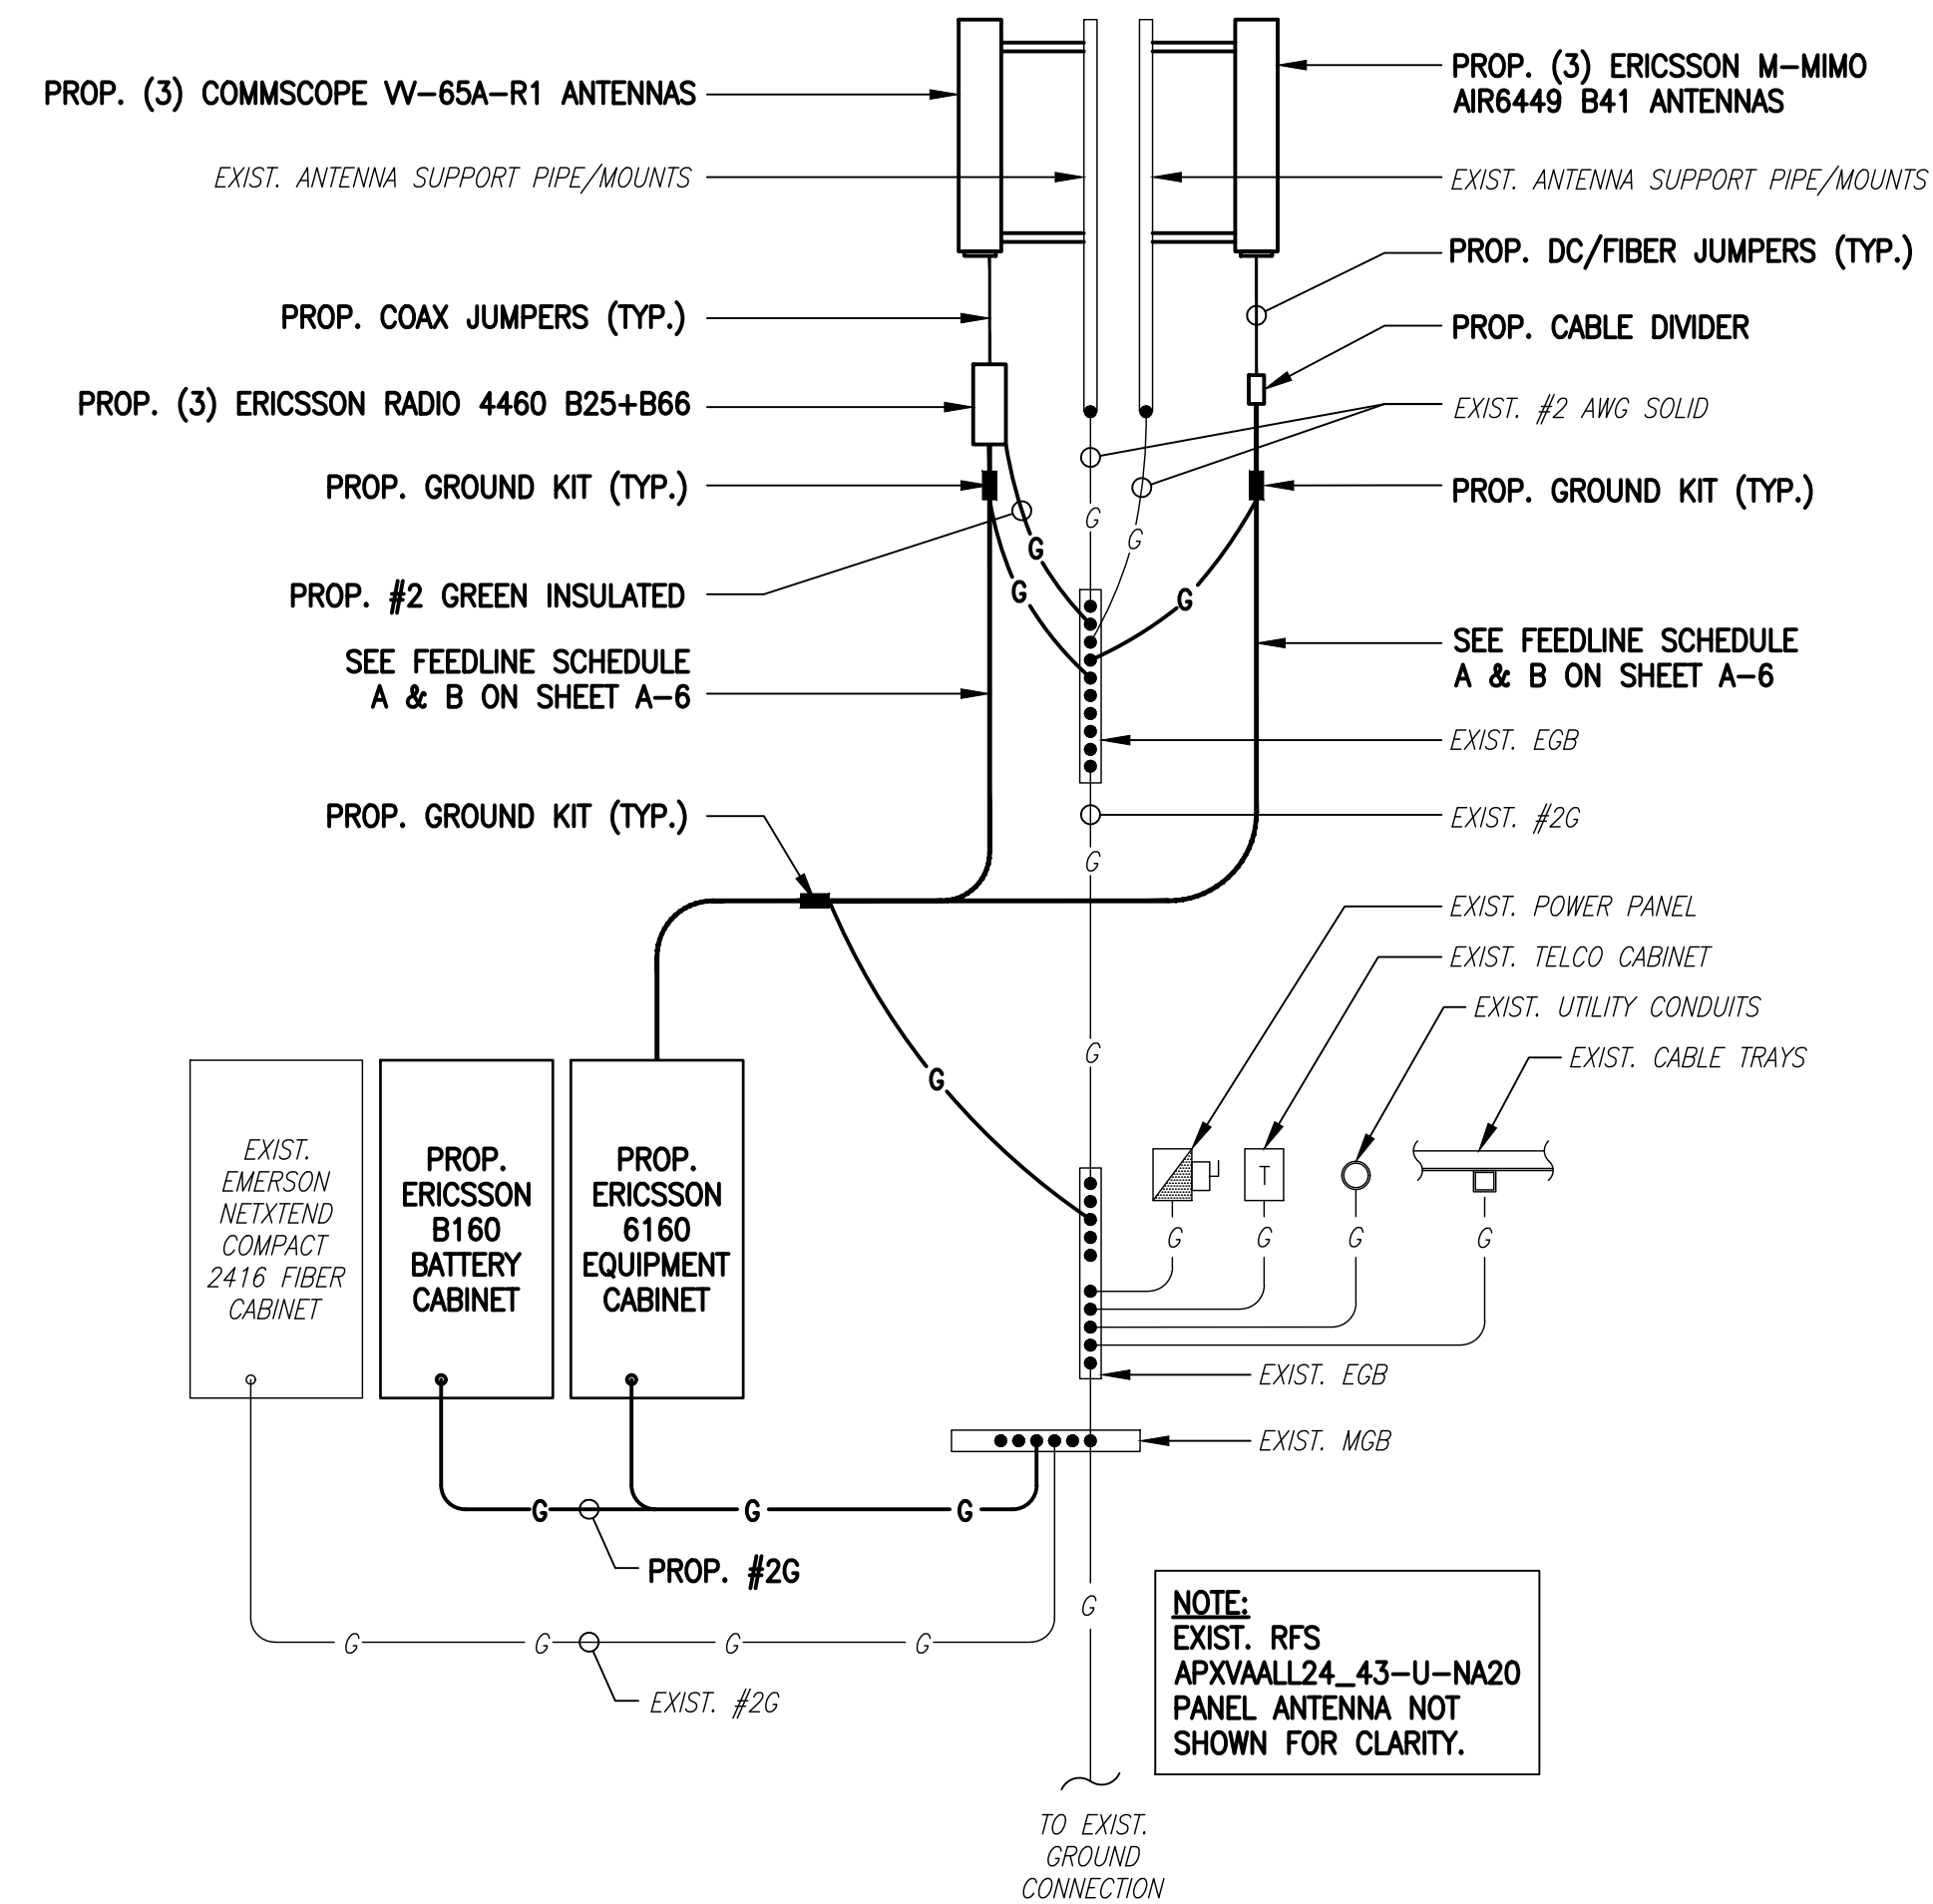 PROP. (3) COMMSCOPE VV-65A-R1 ANTENNAS
EXIST. ANTENNA SUPPORT PIPE/MOUNTS
PROP. COAX JUMPERS (TYP.)
PROP. (3) ERICSSON RADIO 4460 B25+B66
PROP. GROUND KIT (TYP.)
PROP. #2 GREEN INSULATED
SEE FEEDLINE SCHEDULE
A & B ON SHEET A-6
PROP. GROUND KIT (TYP.)
PROP. (3) ERICSSON M-MIMO
AIR6449 B41 ANTENNAS
EXIST. ANTENNA SUPPORT PIPE/MOUNTS
PROP. DC/FIBER JUMPERS (TYP.)
PROP. CABLE DIVIDER
EXIST. #2 AWG SOLID
PROP. GROUND KIT (TYP.)
SEE FEEDLINE SCHEDULE
A & B ON SHEET A-6
EXIST. EGB
EXIST. #2G
EXIST. POWER PANEL
EXIST. TELCO CABINET
EXIST. UTILITY CONDUITS
EXIST. CABLE TRAYS
G
G
G
G
G
G
G
G
T
G
G
G
G
EXIST.
EMERSON
NETXTEND
COMPACT
2416 FIBER
CABINET
PROP.
ERICSSON
B160
BATTERY
CABINET
PROP.
ERICSSON
6160
EQUIPMENT
CABINET
EXIST. EGB
EXIST. MGB
G
G
G
PROP. #2G
G
G
G
G
G
EXIST. #2G
NOTE:
EXIST. RFS
APXVAALL24_43-U-NA20
PANEL ANTENNA NOT
SHOWN FOR CLARITY.
TO EXIST.
GROUND
CONNECTION